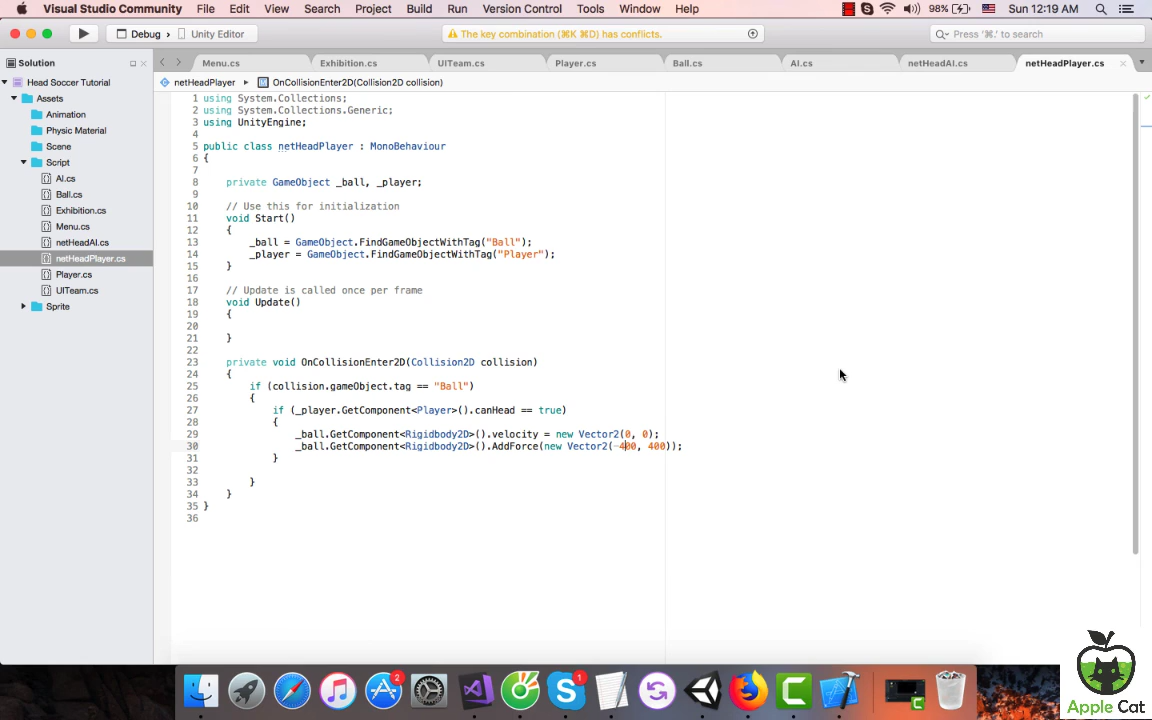 Visual Studio Community File Edit View Search Project Build Run Version Control Tools Window Help 98% Sun 12:19 AM
Debug › Unity Editor The key combination (⌘K ⌘D) has conflicts. Press '⌘.' to search
Solution Menu.cs Exhibition.cs UITeam.cs Player.cs Ball.cs AI.cs netHeadAI.cs netHeadPlayer.cs
netHeadPlayer OnCollisionEnter2D(Collision2D collision)
Head Soccer Tutorial
Assets
Animation
Physic Material
Scene
Script
AI.cs
Ball.cs
Exhibition.cs
Menu.cs
netHeadAI.cs
netHeadPlayer.cs
Player.cs
UITeam.cs
Sprite
1 using System.Collections;
2 using System.Collections.Generic;
3 using UnityEngine;
4
5 public class netHeadPlayer : MonoBehaviour
6 {
7
8 private GameObject _ball, _player;
9
10 // Use this for initialization
11 void Start()
12 {
13 _ball = GameObject.FindGameObjectWithTag("Ball");
14 _player = GameObject.FindGameObjectWithTag("Player");
15 }
16
17 // Update is called once per frame
18 void Update()
19 {
20
21 }
22
23 private void OnCollisionEnter2D(Collision2D collision)
24 {
25 if (collision.gameObject.tag == "Ball")
26 {
27 if (_player.GetComponent<Player>().canHead == true)
28 {
29 _ball.GetComponent<Rigidbody2D>().velocity = new Vector2(0, 0);
30 _ball.GetComponent<Rigidbody2D>().AddForce(new Vector2(-400, 400));
31 }
32
33 }
34 }
35 }
36
2
1
Apple Cat